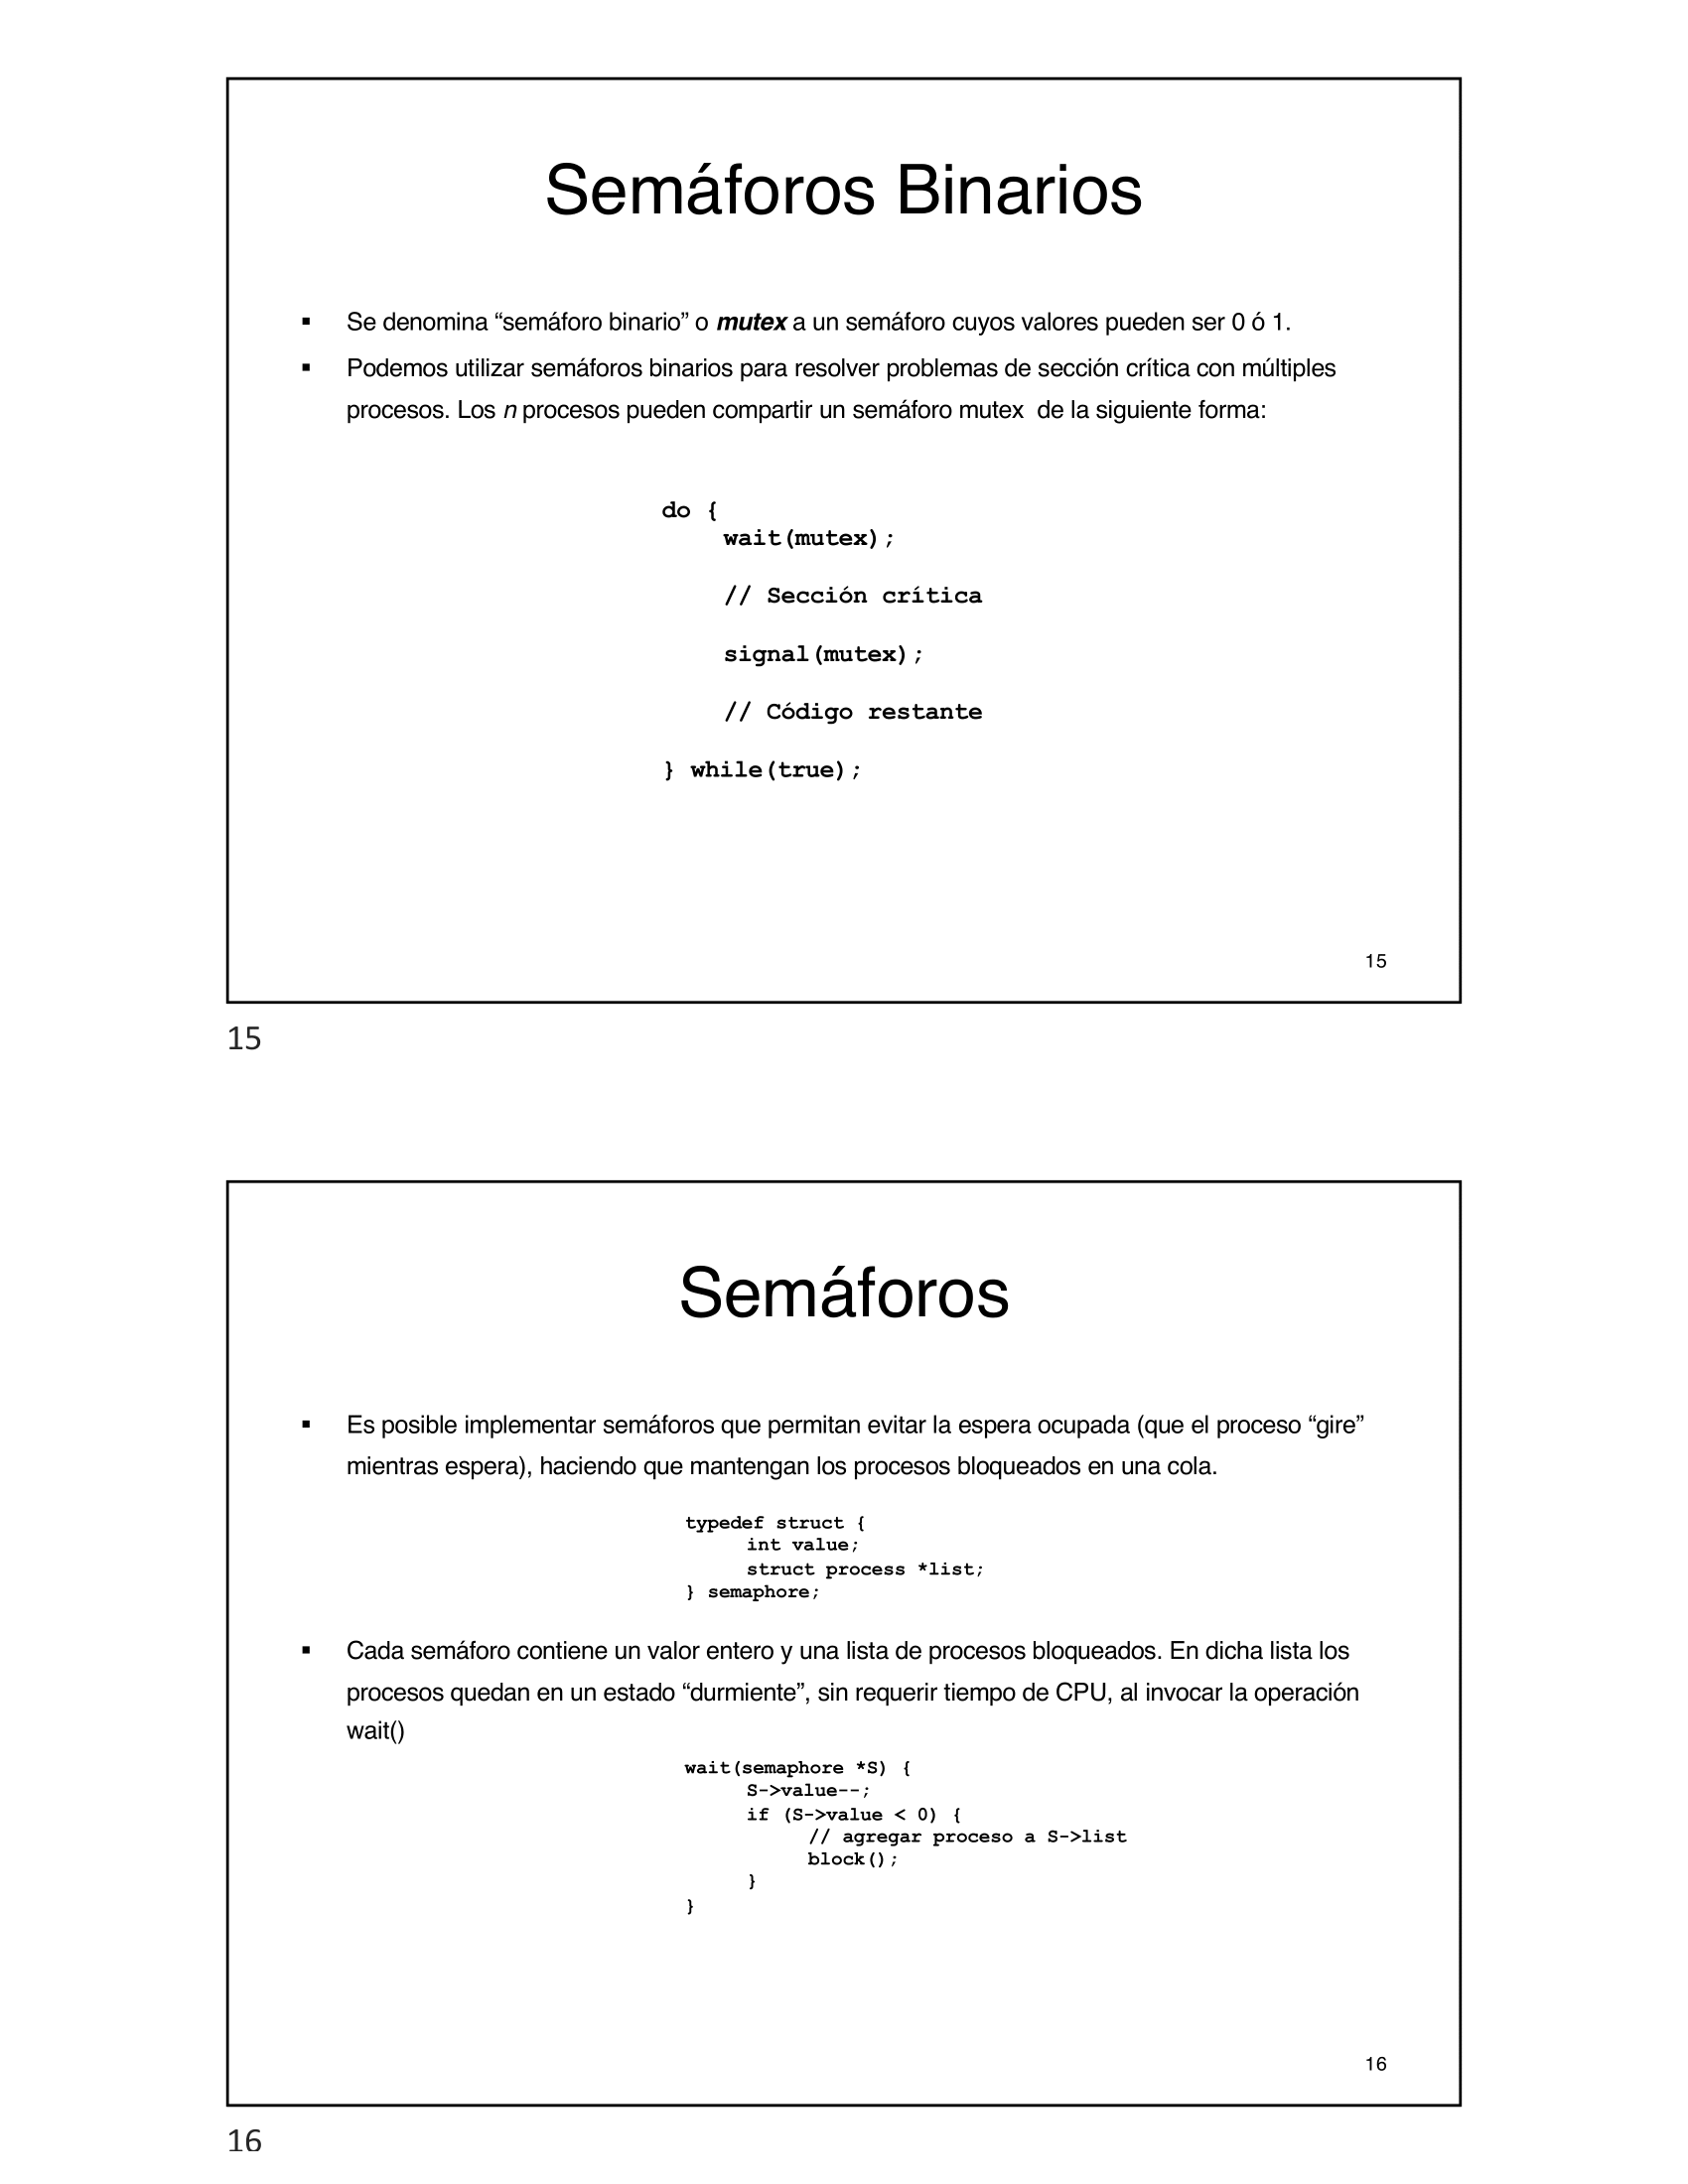 Semáforos Binarios
▪ Se denomina “semáforo binario” o mutex a un semáforo cuyos valores pueden ser 0 ó 1.
▪ Podemos utilizar semáforos binarios para resolver problemas de sección crítica con múltiples
procesos. Los n procesos pueden compartir un semáforo mutex de la siguiente forma:
do {
wait(mutex);
// Sección crítica
signal(mutex);
// Código restante
} while(true);
15
15
Semáforos
▪ Es posible implementar semáforos que permitan evitar la espera ocupada (que el proceso “gire”
mientras espera), haciendo que mantengan los procesos bloqueados en una cola.
typedef struct {
int value;
struct process *list;
} semaphore;
▪ Cada semáforo contiene un valor entero y una lista de procesos bloqueados. En dicha lista los
procesos quedan en un estado “durmiente”, sin requerir tiempo de CPU, al invocar la operación
wait()
wait(semaphore *S) {
S->value--;
if (S->value < 0) {
// agregar proceso a S->list
block();
}
}
16
16